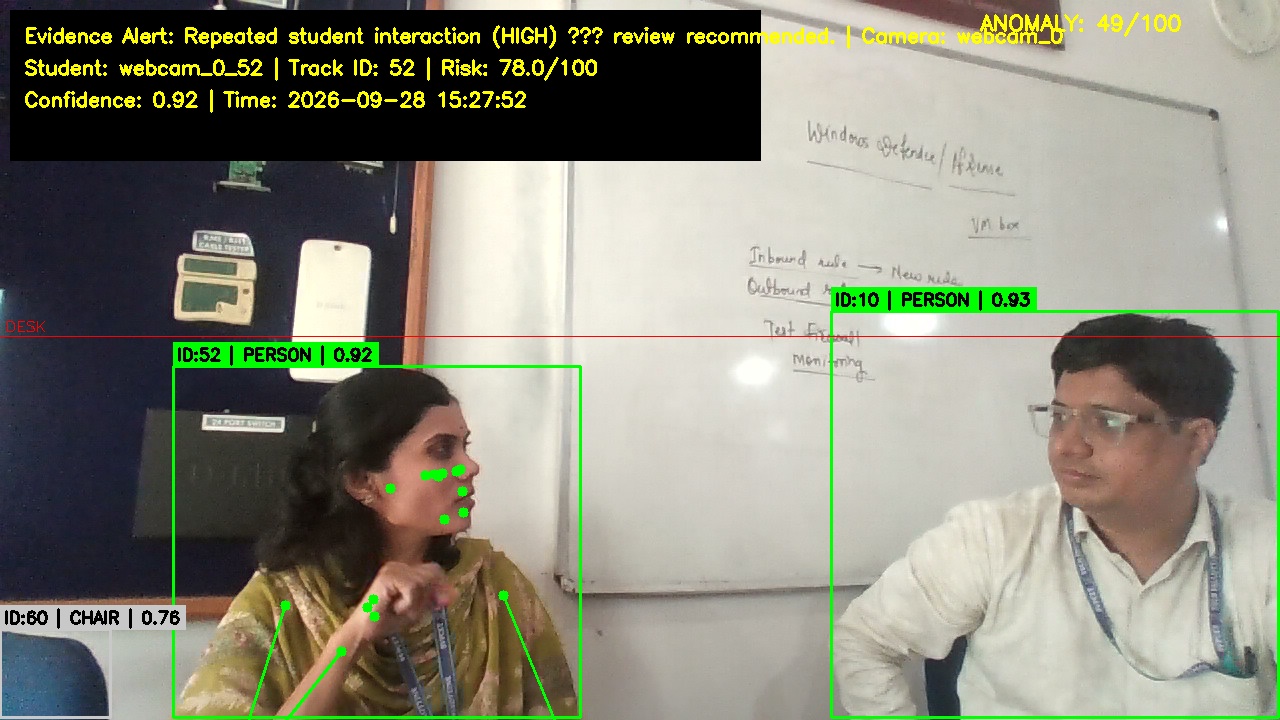 Evidence Alert: Repeated student interaction (HIGH) ??? review recommended. | Camera: webcam_0
ANOMALY: 49/100
Student: webcam_0_52 | Track ID: 52 | Risk: 78.0/100
Confidence: 0.92 | Time: 2026-09-28 15:27:52
Windows Defender/
VM box
CABLE TESTER
Inbound rule → New rule
Outbound
ID:10 | PERSON | 0.93
DESK
Test Firewall
ID:52 | PERSON | 0.92
Monitoring
24 PORT SWITCH
ID:60 | CHAIR | 0.76